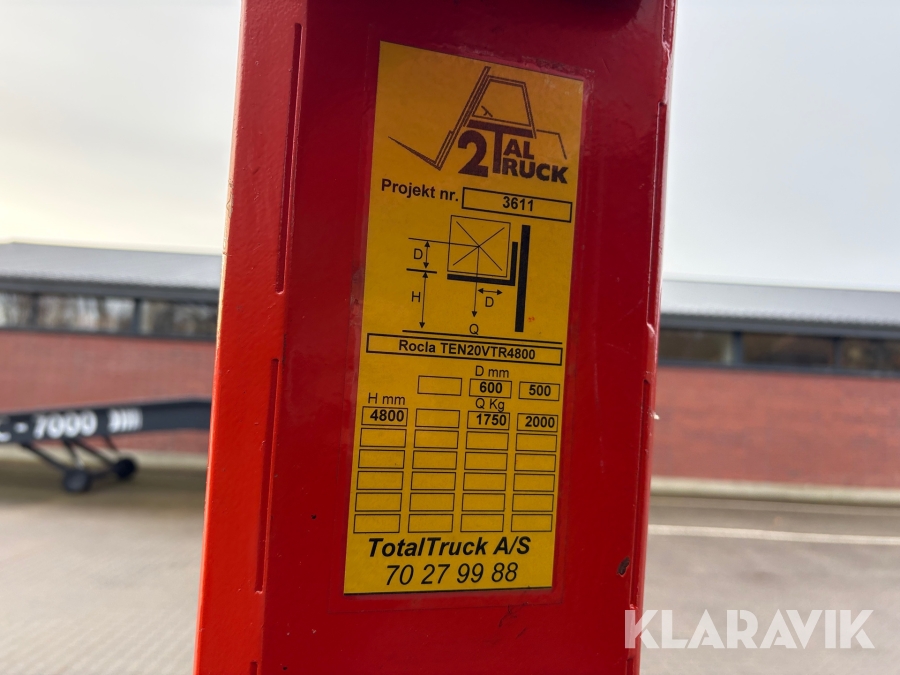 2TAL
TRUCK
Projekt nr. 3611
D
H
D
Q
Rocla TEN20VTR4800
D mm
600 500
H mm Q Kg
4800 1750 2000
TotalTruck A/S
70 27 99 88
-7000
KLARAVIK